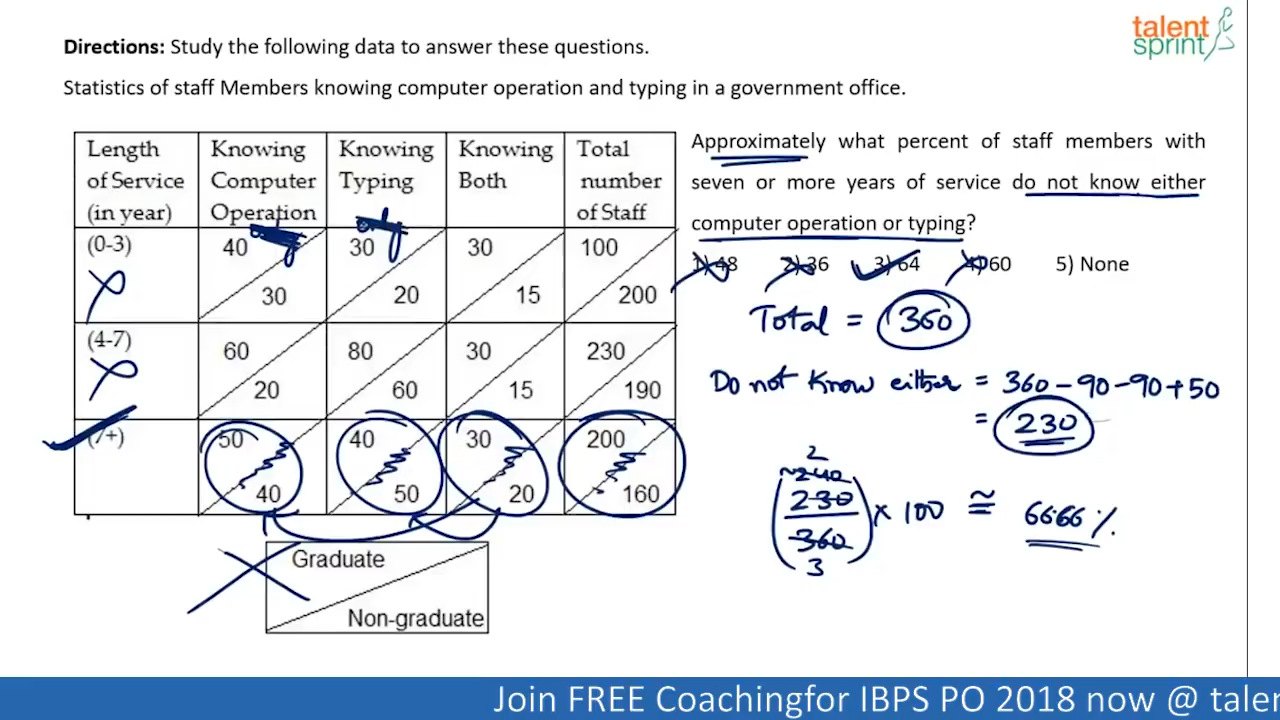 talent
sprint
Directions: Study the following data to answer these questions.
Statistics of staff Members knowing computer operation and typing in a government office.
Length of Service (in year) Knowing Computer Operation Knowing Typing Knowing Both Total number of Staff
(0-3) 40 30 30 20 30 15 100 200
(4-7) 60 20 80 60 30 15 230 190
(7+) 50 40 40 50 30 20 200 160
Graduate
Non-graduate
Approximately what percent of staff members with
seven or more years of service do not know either
computer operation or typing?
1) 48 2) 36 3) 64 4) 60 5) None
Total = 360
Do not know either = 360 - 90 - 90 + 50
= 230
2
~240
230
360
3
× 100 ≅ 66.66 %
Join FREE Coachingfor IBPS PO 2018 now @ talen